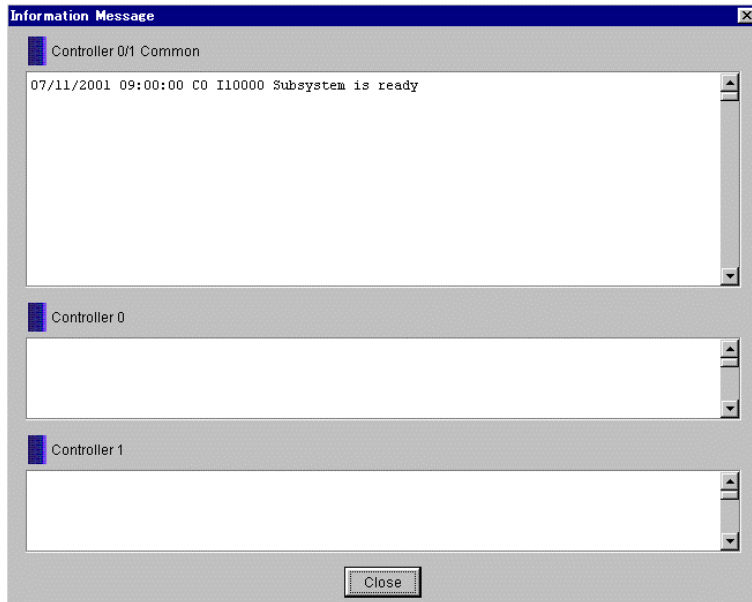 Information Message
Controller 0/1 Common
07/11/2001 09:00:00 C0 I10000 Subsystem is ready
Controller 0
Controller 1
Close